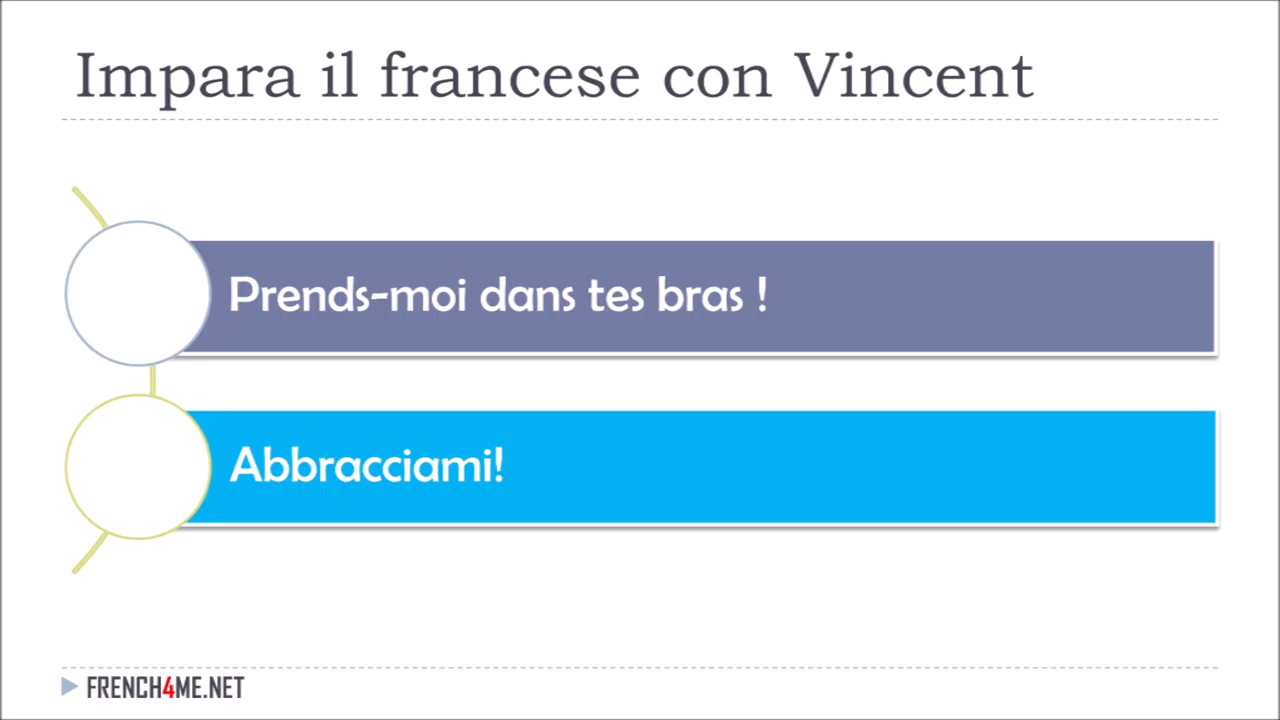 Impara il francese con Vincent
Prends-moi dans tes bras !
Abbracciami!
FRENCH4ME.NET